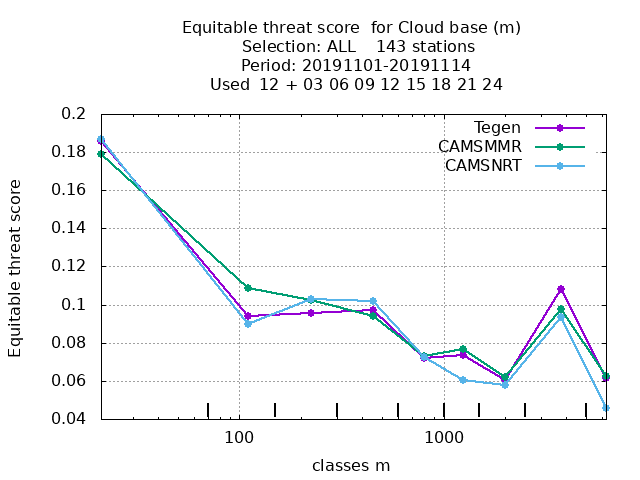 Equitable threat score  for Cloud base (m)
Selection: ALL    143 stations
Period: 20191101-20191114
Used  12 + 03 06 09 12 15 18 21 24
Tegen
CAMSMMR
CAMSNRT
Equitable threat score
0.2
0.18
0.16
0.14
0.12
0.1
0.08
0.06
0.04
100
1000
classes m